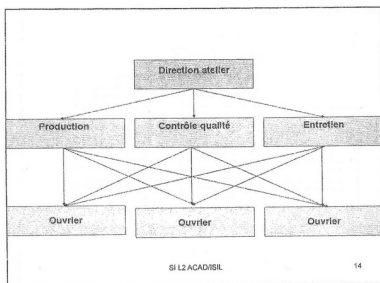 Direction atelier
Production Contrôle qualité Entretien
Ouvrier Ouvrier Ouvrier
SI L2 ACAD/ISIL 14